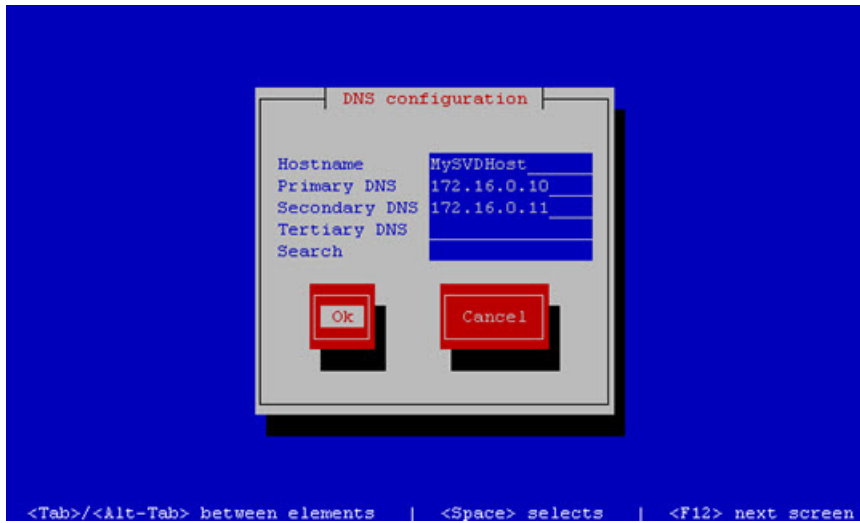 DNS configuration
Hostname MySVDHost
Primary DNS 172.16.0.10
Secondary DNS 172.16.0.11
Tertiary DNS
Search
Ok Cancel
<Tab>/<Alt-Tab> between elements | <Space> selects | <F12> next screen